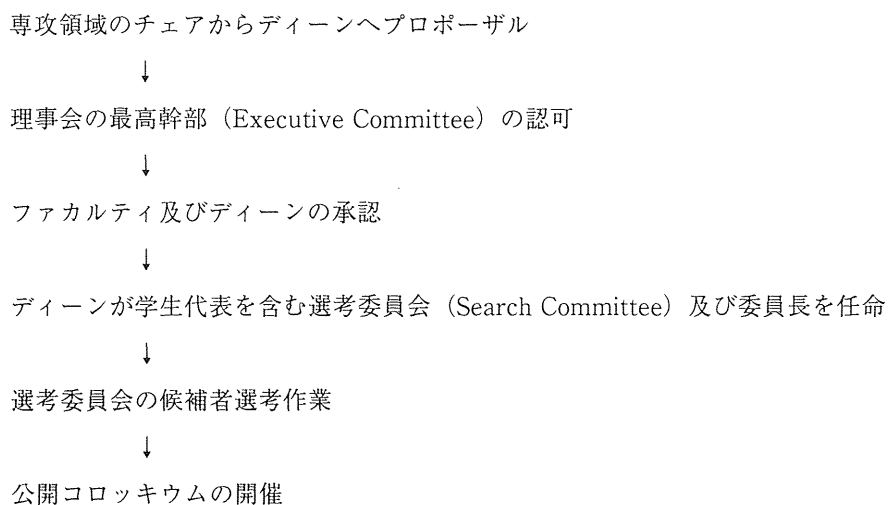 専攻領域のチェアからディーンへプロポーザル
↓
理事会の最高幹部（Executive Committee）の認可
↓
ファカルティ及びディーンの承認
↓
ディーンが学生代表を含む選考委員会（Search Committee）及び委員長を任命
↓
選考委員会の候補者選考作業
↓
公開コロッキウムの開催